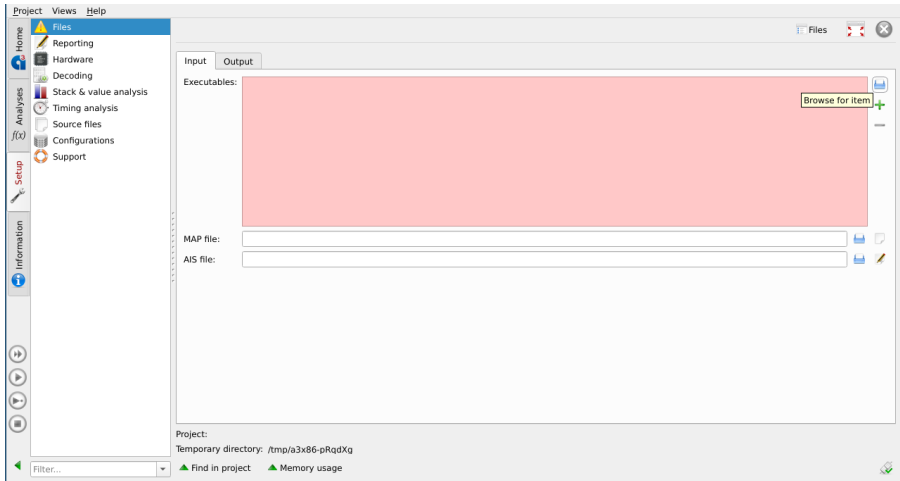 Project Views Help
Home
Analyses
f(x)
Setup
Information
Files
Reporting
Hardware
Decoding
Stack & value analysis
Timing analysis
Source files
Configurations
Support
Filter...
Files
Input Output
Executables:
Browse for item
MAP file:
AIS file:
Project:
Temporary directory: /tmp/a3x86-pRqdXg
Find in project Memory usage